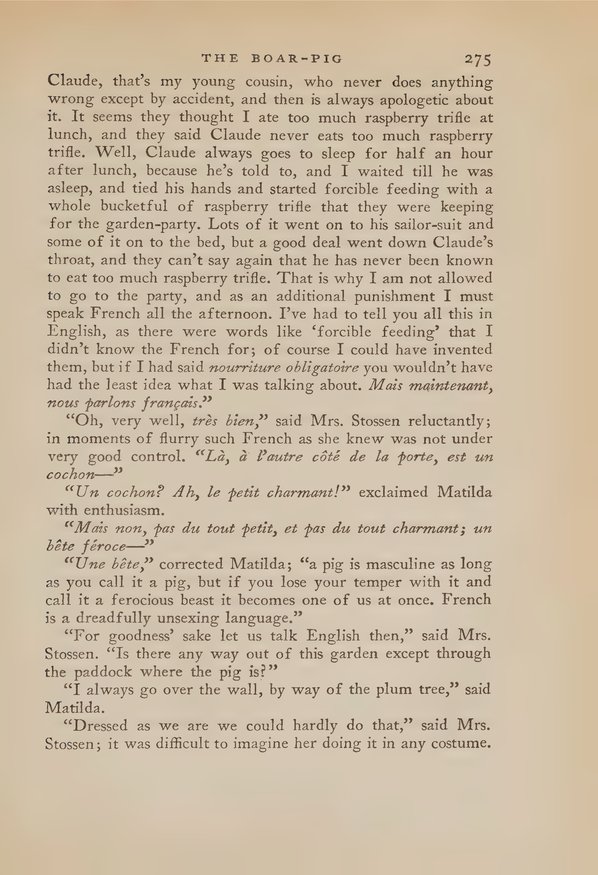 THE BOAR-PIG 275
Claude, that's my young cousin, who never does anything
wrong except by accident, and then is always apologetic about
it. It seems they thought I ate too much raspberry trifle at
lunch, and they said Claude never eats too much raspberry
trifle. Well, Claude always goes to sleep for half an hour
after lunch, because he's told to, and I waited till he was
asleep, and tied his hands and started forcible feeding with a
whole bucketful of raspberry trifle that they were keeping
for the garden-party. Lots of it went on to his sailor-suit and
some of it on to the bed, but a good deal went down Claude's
throat, and they can't say again that he has never been known
to eat too much raspberry trifle. That is why I am not allowed
to go to the party, and as an additional punishment I must
speak French all the afternoon. I've had to tell you all this in
English, as there were words like ‘forcible feeding’ that I
didn't know the French for; of course I could have invented
them, but if I had said nourriture obligatoire you wouldn't have
had the least idea what I was talking about. Mais maintenant,
nous parlons français.”
“Oh, very well, très bien,” said Mrs. Stossen reluctantly;
in moments of flurry such French as she knew was not under
very good control. “Là, à l'autre côté de la porte, est un
cochon—”
“Un cochon? Ah, le petit charmant!” exclaimed Matilda
with enthusiasm.
“Mais non, pas du tout petit, et pas du tout charmant; un
bête féroce—”
“Une bête,” corrected Matilda; “a pig is masculine as long
as you call it a pig, but if you lose your temper with it and
call it a ferocious beast it becomes one of us at once. French
is a dreadfully unsexing language.”
“For goodness' sake let us talk English then,” said Mrs.
Stossen. “Is there any way out of this garden except through
the paddock where the pig is?”
“I always go over the wall, by way of the plum tree,” said
Matilda.
“Dressed as we are we could hardly do that,” said Mrs.
Stossen; it was difficult to imagine her doing it in any costume.